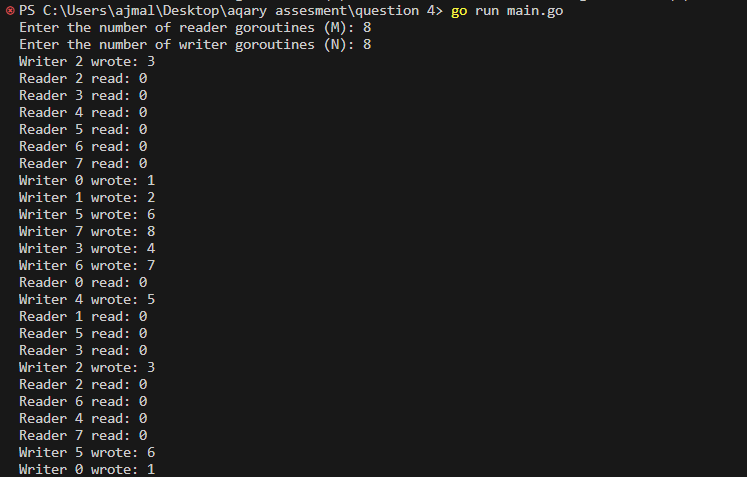 PS C:\Users\ajmal\Desktop\aqary assesment\question 4> go run main.go
Enter the number of reader goroutines (M): 8
Enter the number of writer goroutines (N): 8
Writer 2 wrote: 3
Reader 2 read: 0
Reader 3 read: 0
Reader 4 read: 0
Reader 5 read: 0
Reader 6 read: 0
Reader 7 read: 0
Writer 0 wrote: 1
Writer 1 wrote: 2
Writer 5 wrote: 6
Writer 7 wrote: 8
Writer 3 wrote: 4
Writer 6 wrote: 7
Reader 0 read: 0
Writer 4 wrote: 5
Reader 1 read: 0
Reader 5 read: 0
Reader 3 read: 0
Writer 2 wrote: 3
Reader 2 read: 0
Reader 6 read: 0
Reader 4 read: 0
Reader 7 read: 0
Writer 5 wrote: 6
Writer 0 wrote: 1